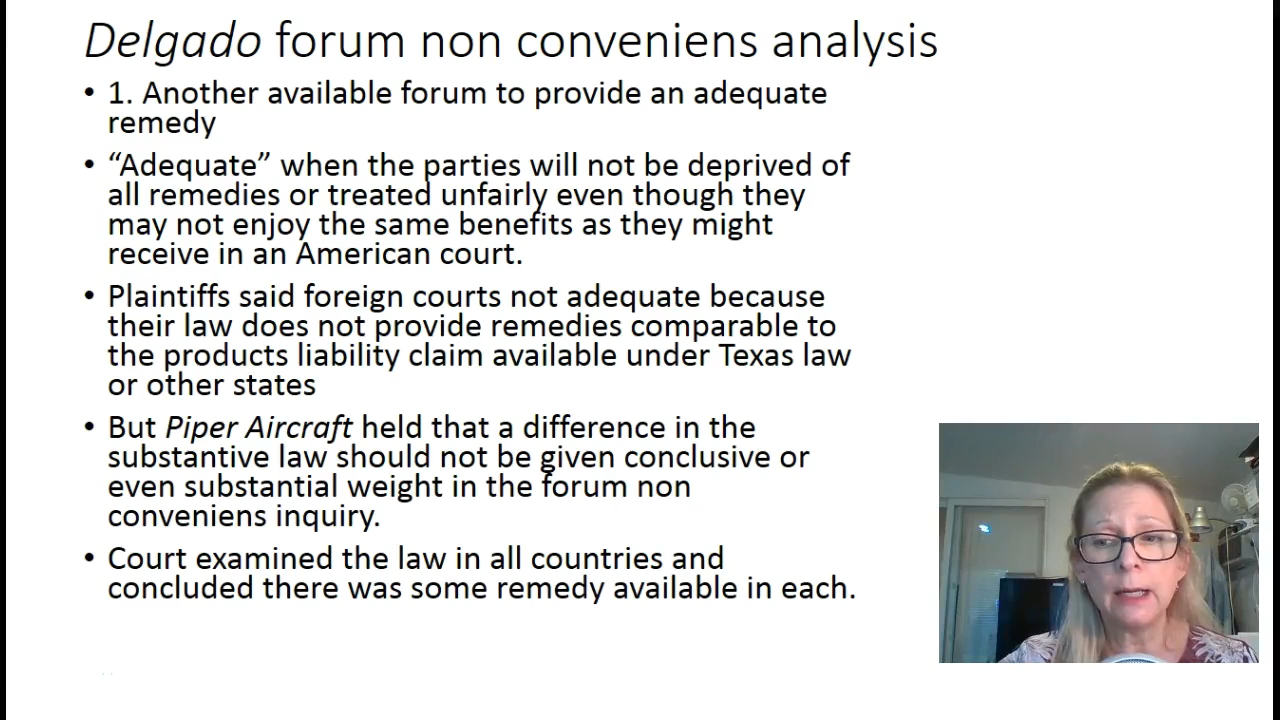 Delgado forum non conveniens analysis
• 1. Another available forum to provide an adequate
remedy
• “Adequate” when the parties will not be deprived of
all remedies or treated unfairly even though they
may not enjoy the same benefits as they might
receive in an American court.
• Plaintiffs said foreign courts not adequate because
their law does not provide remedies comparable to
the products liability claim available under Texas law
or other states
• But Piper Aircraft held that a difference in the
substantive law should not be given conclusive or
even substantial weight in the forum non
conveniens inquiry.
• Court examined the law in all countries and
concluded there was some remedy available in each.